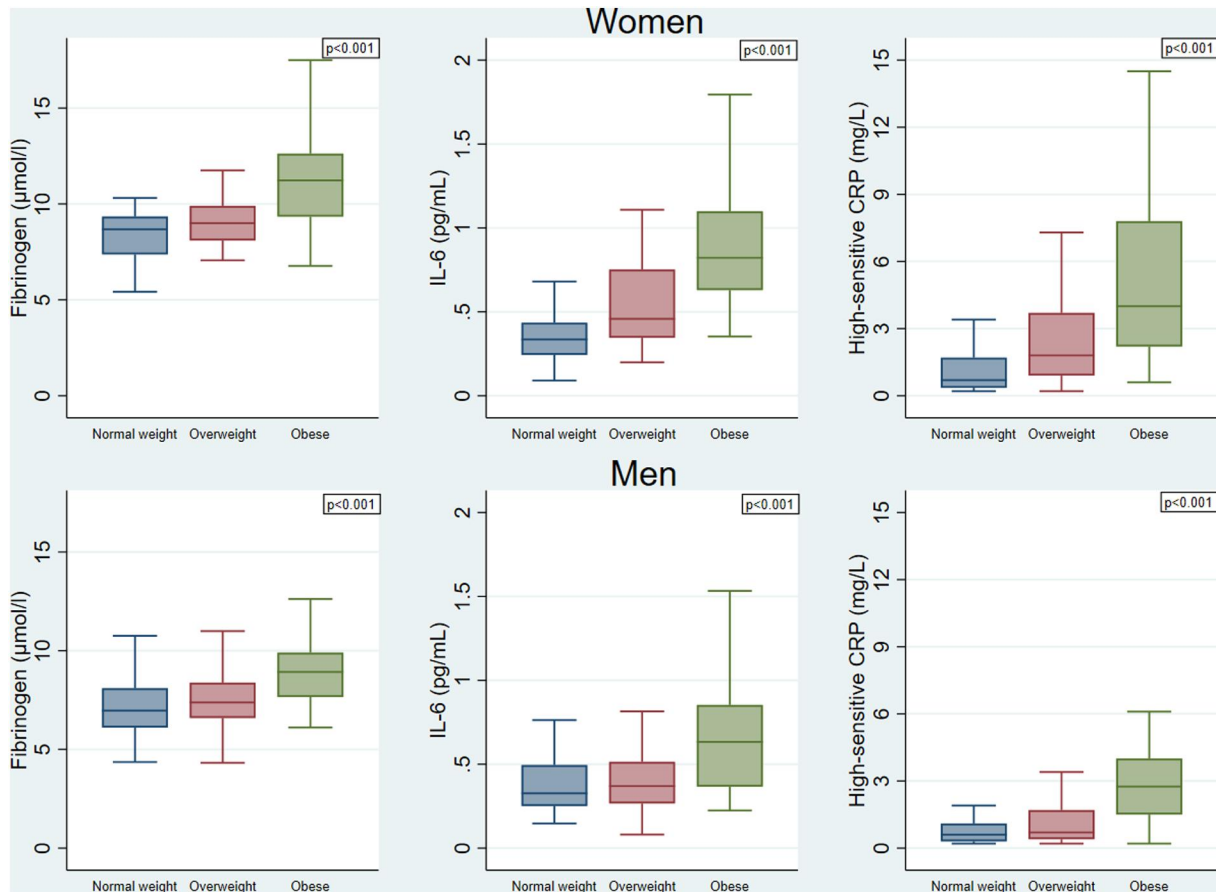 Women
p<0.001
Fibrinogen (µmol/l)
0
5
10
15
Normal weight
Overweight
Obese
p<0.001
IL-6 (pg/mL)
0
.5
1
1.5
2
Normal weight
Overweight
Obese
p<0.001
High-sensitive CRP (mg/L)
0
3
6
9
12
15
Normal weight
Overweight
Obese
Men
p<0.001
Fibrinogen (µmol/l)
0
5
10
15
Normal weight
Overweight
Obese
p<0.001
IL-6 (pg/mL)
0
.5
1
1.5
2
Normal weight
Overweight
Obese
p<0.001
High-sensitive CRP (mg/L)
0
3
6
9
12
15
Normal weight
Overweight
Obese